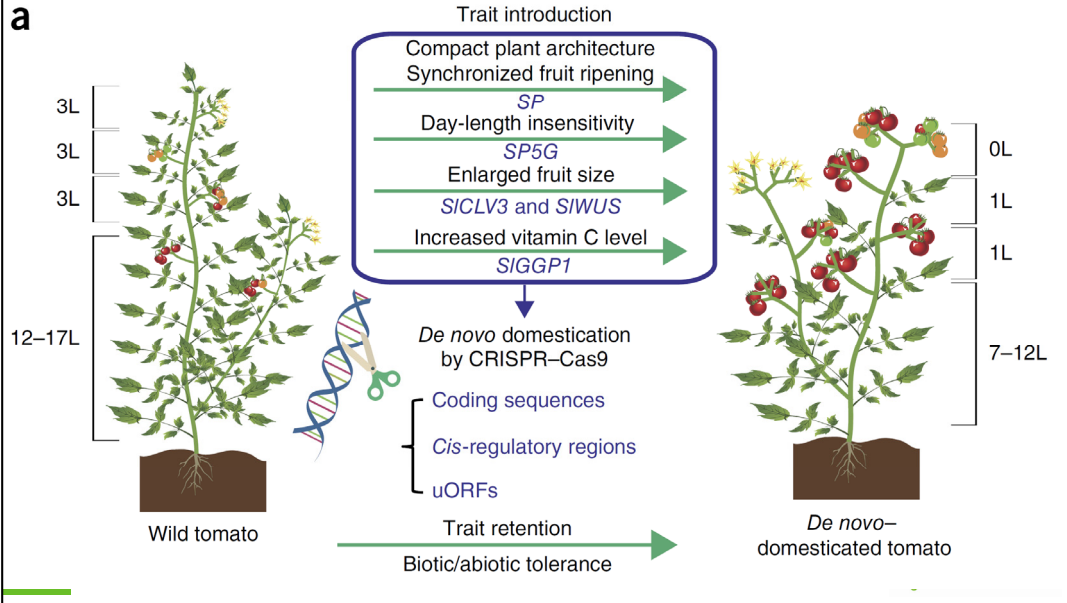 a
Trait introduction
Compact plant architecture
Synchronized fruit ripening
SP
Day-length insensitivity
SP5G
Enlarged fruit size
SlCLV3 and SlWUS
Increased vitamin C level
SlGGP1
De novo domestication
by CRISPR–Cas9
Coding sequences
Cis-regulatory regions
uORFs
3L
3L
3L
12–17L
Wild tomato
0L
1L
1L
7–12L
De novo–
domesticated tomato
Trait retention
Biotic/abiotic tolerance